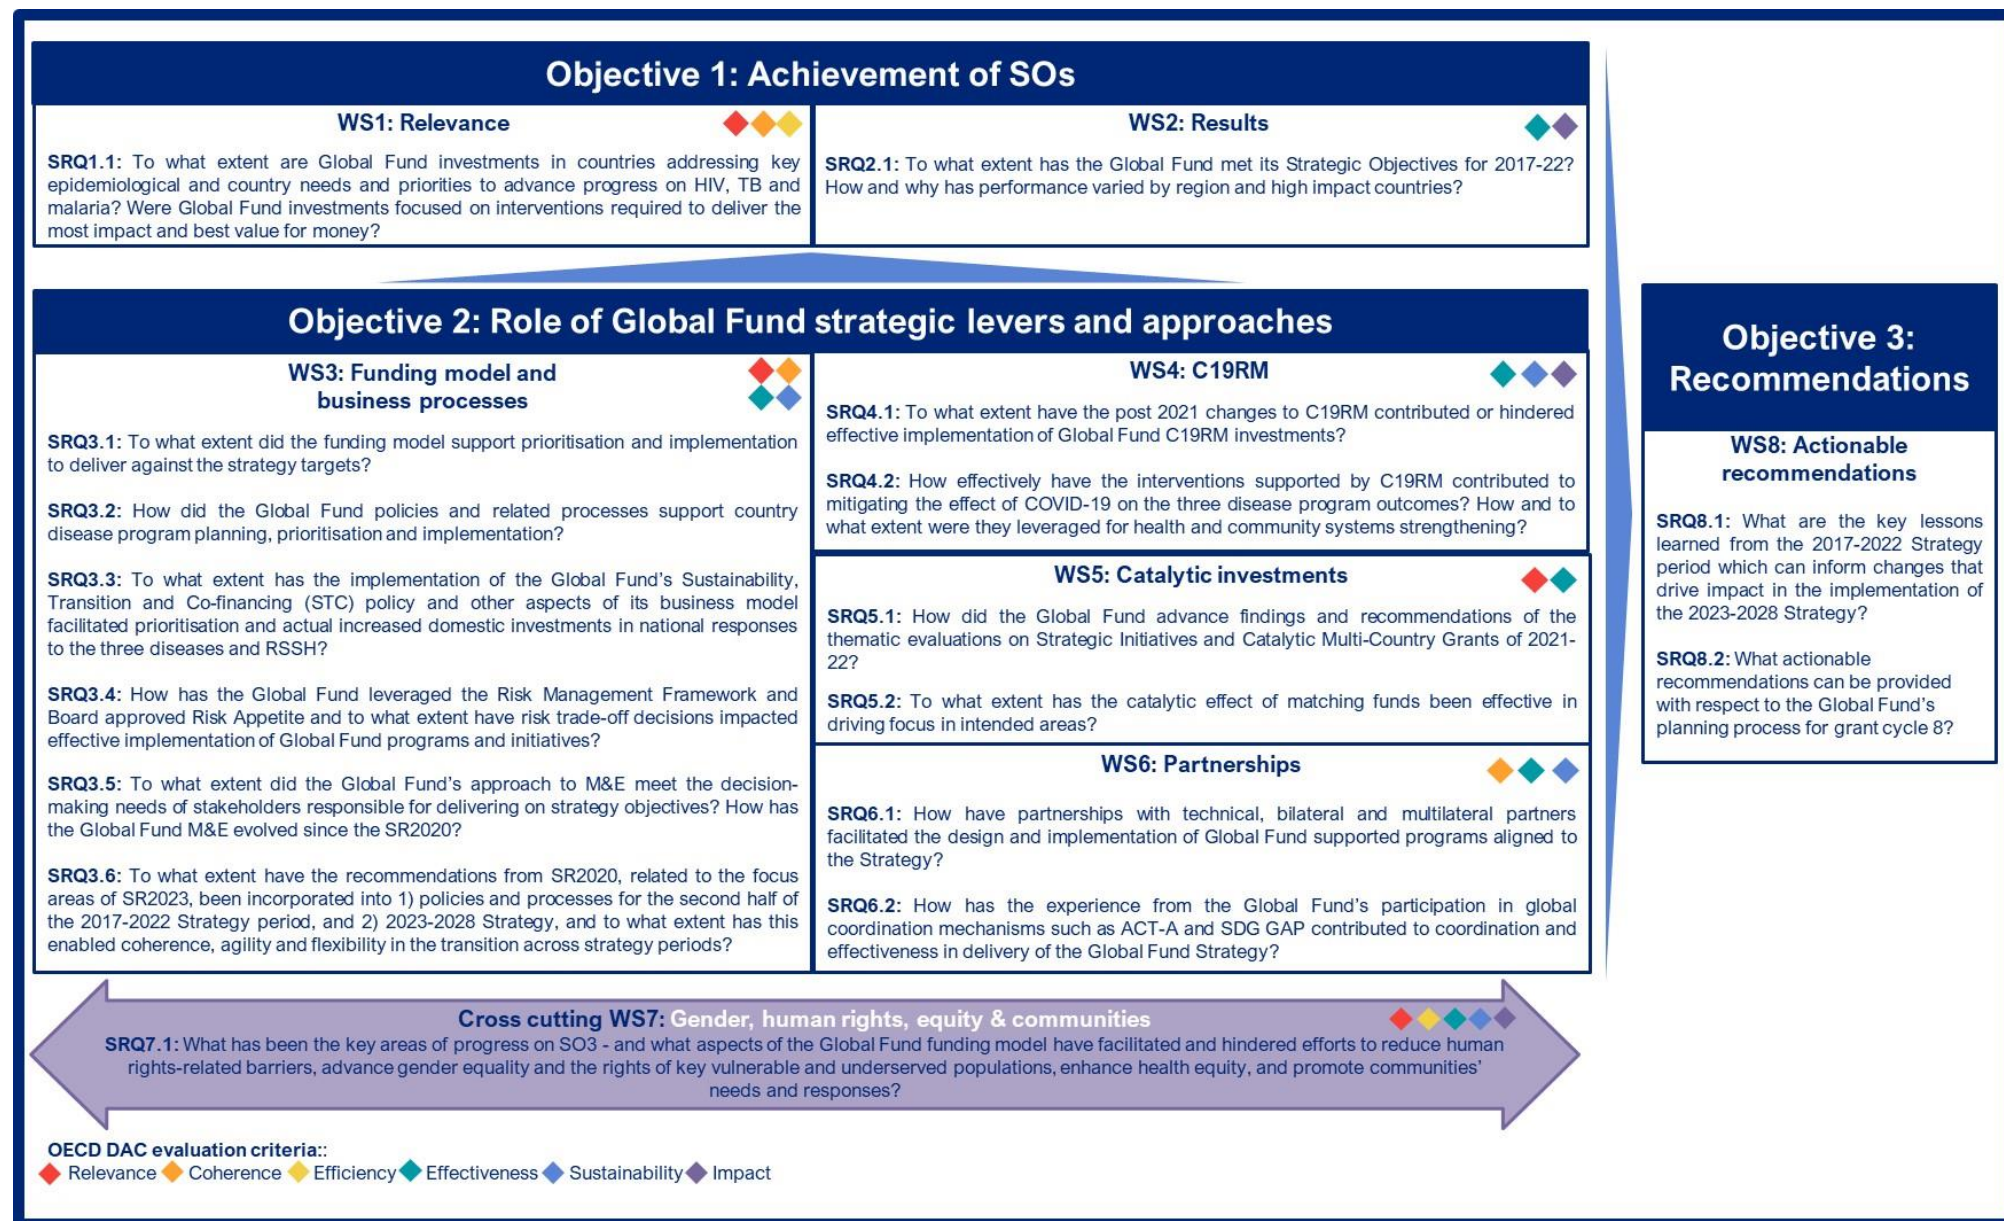 Objective 1: Achievement of SOs
WS1: Relevance
SRQ1.1: To what extent are Global Fund investments in countries addressing key
epidemiological and country needs and priorities to advance progress on HIV, TB and
malaria? Were Global Fund investments focused on interventions required to deliver the
most impact and best value for money?
WS2: Results
SRQ2.1: To what extent has the Global Fund met its Strategic Objectives for 2017-22?
How and why has performance varied by region and high impact countries?
Objective 2: Role of Global Fund strategic levers and approaches
WS3: Funding model and
business processes
SRQ3.1: To what extent did the funding model support prioritisation and implementation
to deliver against the strategy targets?
SRQ3.2: How did the Global Fund policies and related processes support country
disease program planning, prioritisation and implementation?
SRQ3.3: To what extent has the implementation of the Global Fund's Sustainability,
Transition and Co-financing (STC) policy and other aspects of its business model
facilitated prioritisation and actual increased domestic investments in national responses
to the three diseases and RSSH?
SRQ3.4: How has the Global Fund leveraged the Risk Management Framework and
Board approved Risk Appetite and to what extent have risk trade-off decisions impacted
effective implementation of Global Fund programs and initiatives?
SRQ3.5: To what extent did the Global Fund's approach to M&E meet the decision-
making needs of stakeholders responsible for delivering on strategy objectives? How has
the Global Fund M&E evolved since the SR2020?
SRQ3.6: To what extent have the recommendations from SR2020, related to the focus
areas of SR2023, been incorporated into 1) policies and processes for the second half of
the 2017-2022 Strategy period, and 2) 2023-2028 Strategy, and to what extent has this
enabled coherence, agility and flexibility in the transition across strategy periods?
WS4: C19RM
SRQ4.1: To what extent have the post 2021 changes to C19RM contributed or hindered
effective implementation of Global Fund C19RM investments?
SRQ4.2: How effectively have the interventions supported by C19RM contributed to
mitigating the effect of COVID-19 on the three disease program outcomes? How and to
what extent were they leveraged for health and community systems strengthening?
WS5: Catalytic investments
SRQ5.1: How did the Global Fund advance findings and recommendations of the
thematic evaluations on Strategic Initiatives and Catalytic Multi-Country Grants of 2021-
22?
SRQ5.2: To what extent has the catalytic effect of matching funds been effective in
driving focus in intended areas?
WS6: Partnerships
SRQ6.1: How have partnerships with technical, bilateral and multilateral partners
facilitated the design and implementation of Global Fund supported programs aligned to
the Strategy?
SRQ6.2: How has the experience from the Global Fund's participation in global
coordination mechanisms such as ACT-A and SDG GAP contributed to coordination and
effectiveness in delivery of the Global Fund Strategy?
Cross cutting WS7: Gender, human rights, equity & communities
SRQ7.1: What has been the key areas of progress on SO3 - and what aspects of the Global Fund funding model have facilitated and hindered efforts to reduce human
rights-related barriers, advance gender equality and the rights of key vulnerable and underserved populations, enhance health equity, and promote communities'
needs and responses?
Objective 3:
Recommendations
WS8: Actionable
recommendations
SRQ8.1: What are the key lessons
learned from the 2017-2022 Strategy
period which can inform changes that
drive impact in the implementation of
the 2023-2028 Strategy?
SRQ8.2: What actionable
recommendations can be provided
with respect to the Global Fund's
planning process for grant cycle 8?
OECD DAC evaluation criteria::
Relevance Coherence Efficiency Effectiveness Sustainability Impact